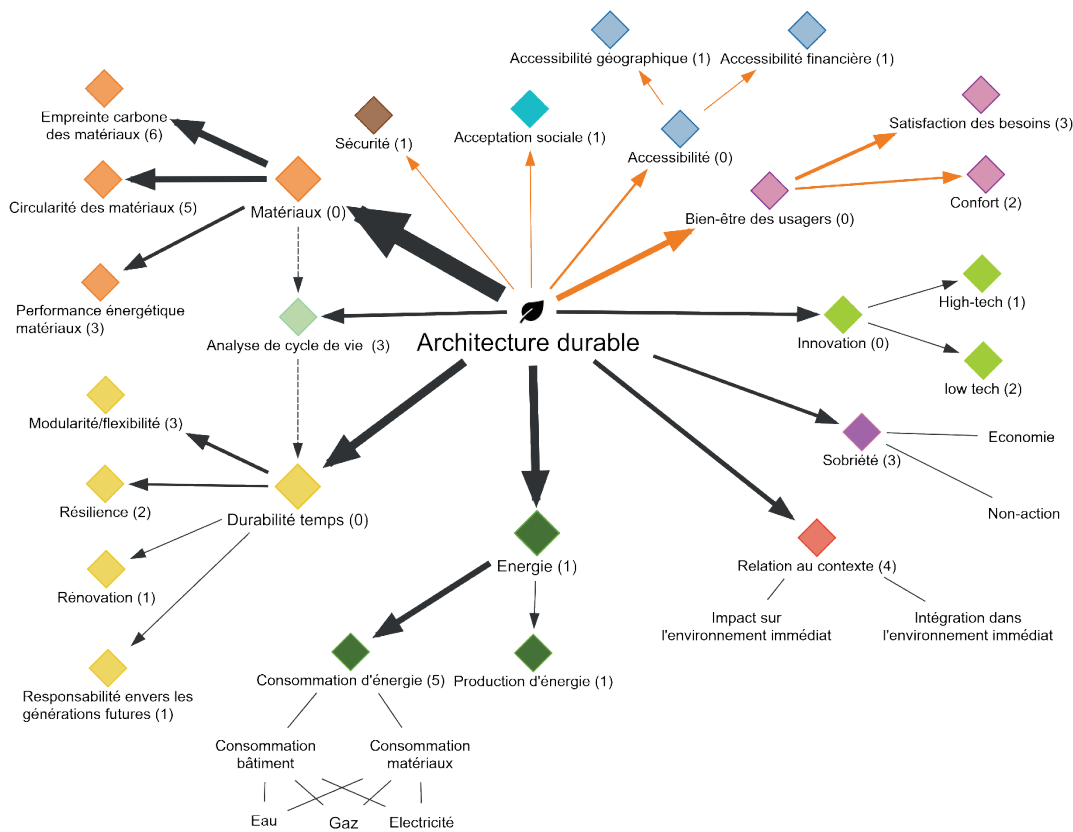 Accessibilité géographique (1)
Accessibilité financière (1)
Empreinte carbone
des matériaux (6)
Sécurité (1)
Acceptation sociale (1)
Accessibilité (0)
Satisfaction des besoins (3)
Circularité des matériaux (5)
Matériaux (0)
Bien-être des usagers (0)
Confort (2)
Performance énergétique
matériaux (3)
Analyse de cycle de vie (3)
Architecture durable
Innovation (0)
High-tech (1)
low tech (2)
Modularité/flexibilité (3)
Sobriété (3)
Economie
Non-action
Résilience (2)
Durabilité temps (0)
Rénovation (1)
Energie (1)
Relation au contexte (4)
Impact sur
l'environnement immédiat
Intégration dans
l'environnement immédiat
Responsabilité envers les
générations futures (1)
Consommation d'énergie (5)
Production d'énergie (1)
Consommation
bâtiment
Consommation
matériaux
Eau
Gaz
Electricité